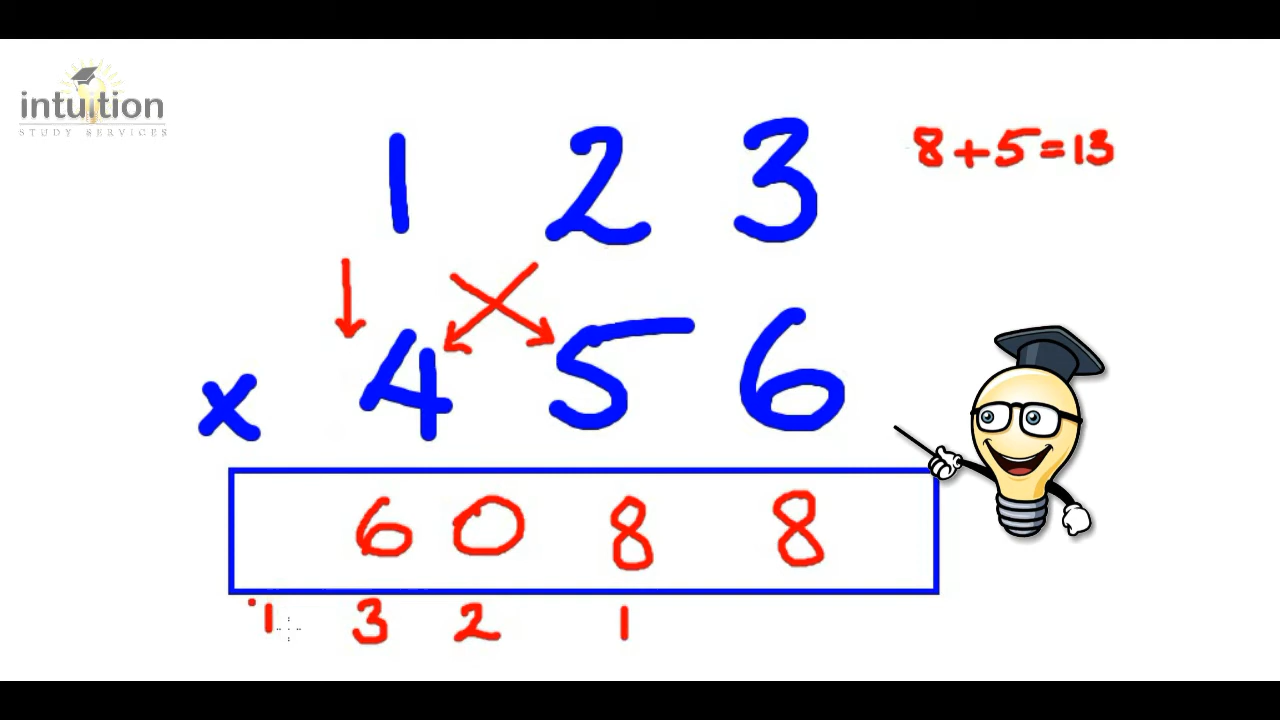 intuition
STUDY SERVICES
1 2 3
8+5=13
x 4 5 6
6 0 8 8
1 3 2 1